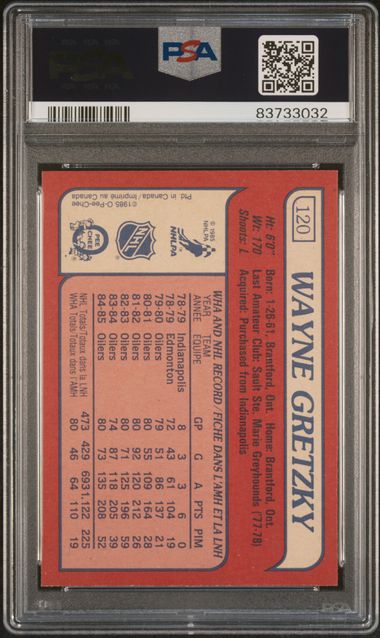 PSA
PSA
83733032
120
WAYNE GRETZKY
Ht: 6'0" Born: 1-26-61, Brantford, Ont. Home: Brantford, Ont.
Wt: 170 Last Amateur Club: Sault Ste. Marie Greyhounds ('77-78)
Shoots: L Acquired: Purchased from Indianapolis
WHA AND NHL RECORD / FICHE DANS L'AMH ET LA LNH
YEAR TEAM GP G A PTS PIM
ANNÉE ÉQUIPE
78-79 Indianapolis 8 3 3 6 0
78-79 Edmonton 72 43 61 104 19
79-80 Oilers 79 51 86 137 21
80-81 Oilers 80 55 109 164 28
81-82 Oilers 80 92 120 212 26
82-83 Oilers 80 71 125 196 59
83-84 Oilers 74 87 118 205 39
84-85 Oilers 80 73 135 208 52
NHL Totals/Totaux dans la LNH 473 429 693 1,122 225
WHA Totals/Totaux dans l'AMH 80 46 64 110 19
© 1985
NHLPA
NHLPA
NHL
O PEE CHEE
©1985 O-Pee-Chee
Ptd. in Canada/Imprimé au Canada